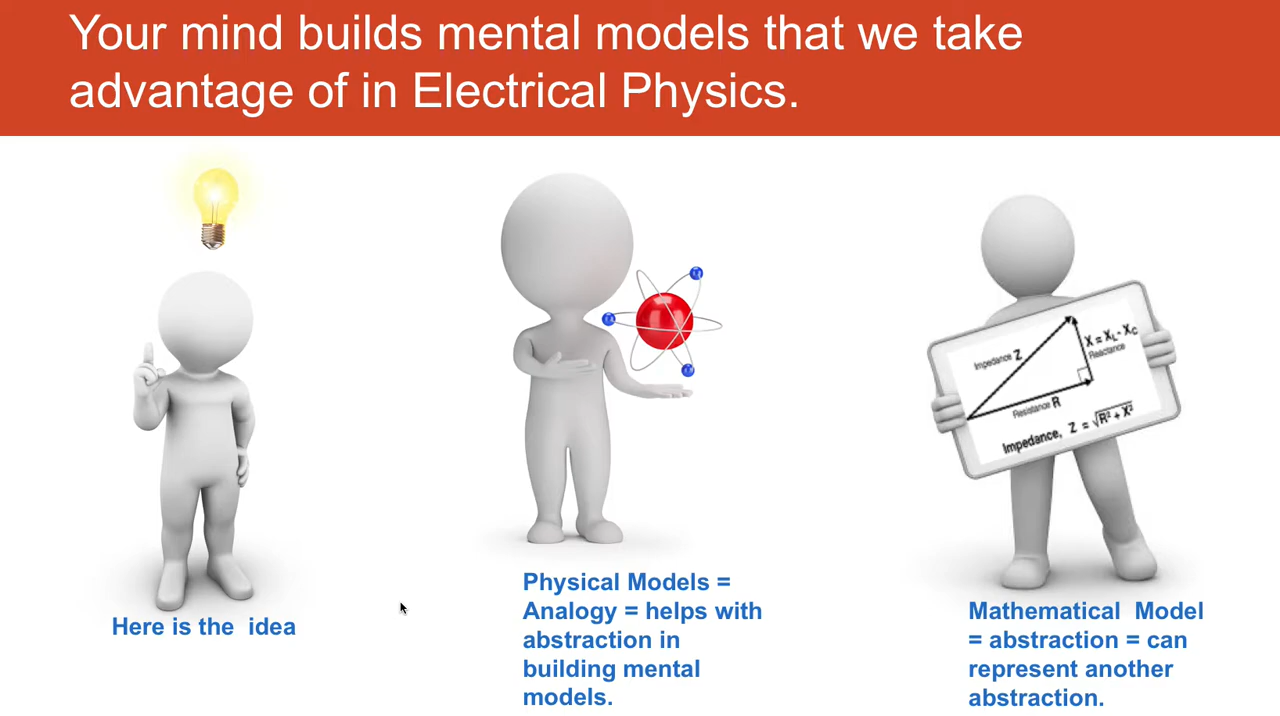 Your mind builds mental models that we take
advantage of in Electrical Physics.
Here is the idea
Physical Models =
Analogy = helps with
abstraction in
building mental
models.
Impedance Z
X = X_L - X_C
Reactance
Resistance R
Impedance, Z = √R² + X²
Mathematical Model
= abstraction = can
represent another
abstraction.